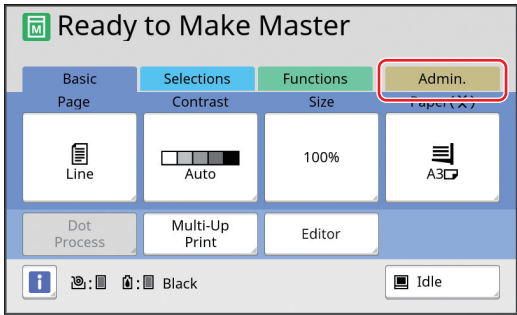 Ready to Make Master
Basic
Selections
Functions
Admin.
Page
Contrast
Size
Line
Auto
100%
A3
Dot
Process
Multi-Up
Print
Editor
Black
Idle